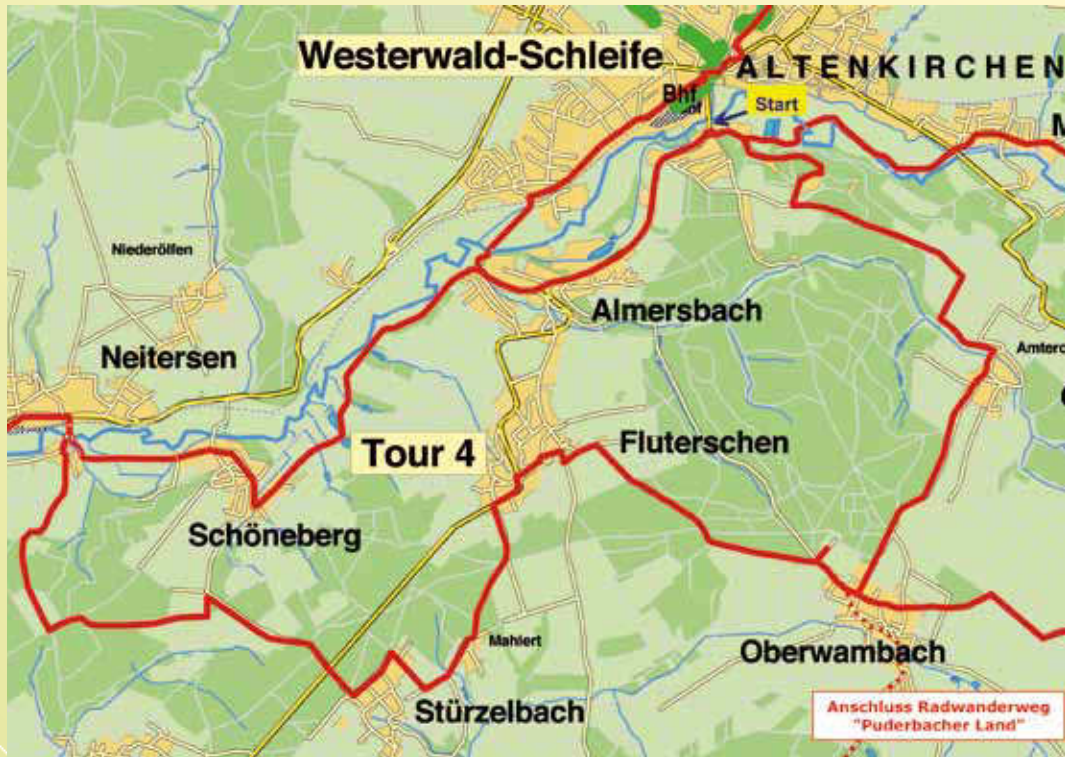 Westerwald-Schleife
ALTENKIRCHEN
Bhf
Start
M
Niederölfen
Almersbach
Neitersen
Amtero
Tour 4
Fluterschen
Schöneberg
Mahlert
Oberwambach
Stürzelbach
Anschluss Radwanderweg
"Puderbacher Land"